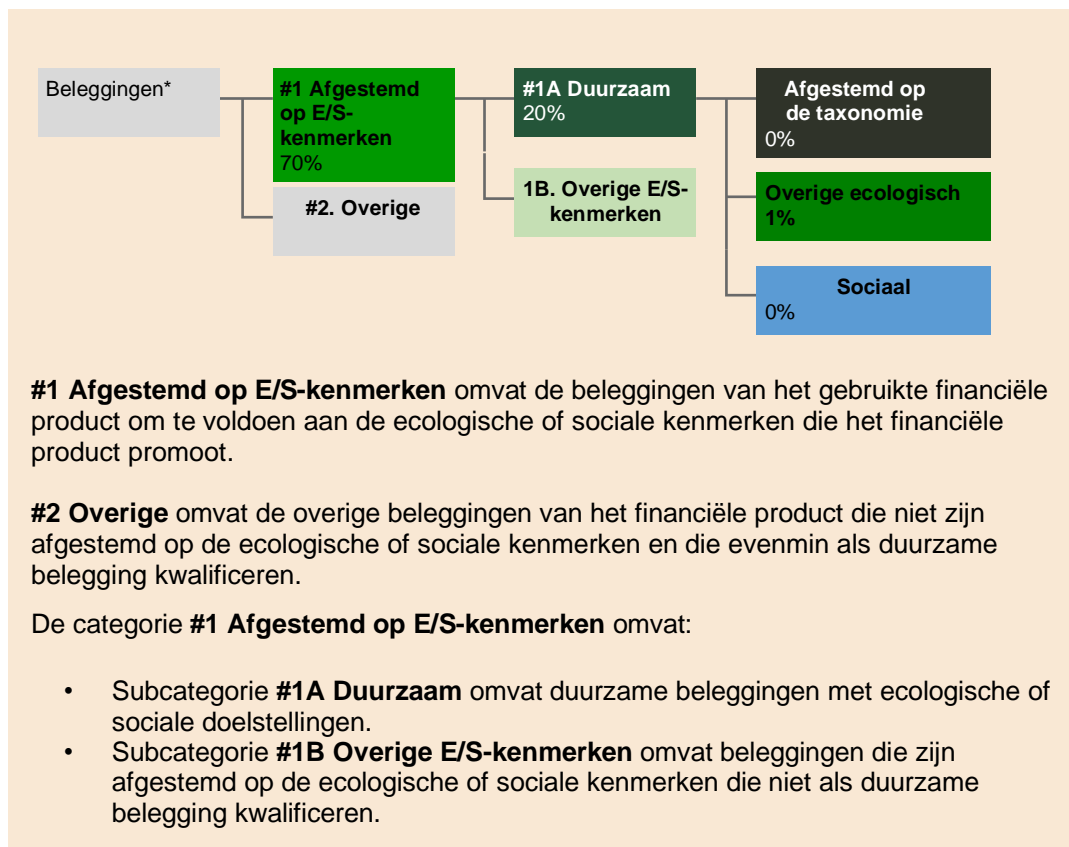 Beleggingen*
#1 Afgestemd
op E/S-
kenmerken
70%
#2. Overige
#1A Duurzaam
20%
1B. Overige E/S-
kenmerken
Afgestemd op
de taxonomie
0%
Overige ecologisch
1%
Sociaal
0%
#1 Afgestemd op E/S-kenmerken omvat de beleggingen van het gebruikte financiële
product om te voldoen aan de ecologische of sociale kenmerken die het financiële
product promoot.
#2 Overige omvat de overige beleggingen van het financiële product die niet zijn
afgestemd op de ecologische of sociale kenmerken en die evenmin als duurzame
belegging kwalificeren.
De categorie #1 Afgestemd op E/S-kenmerken omvat:
• Subcategorie #1A Duurzaam omvat duurzame beleggingen met ecologische of
sociale doelstellingen.
• Subcategorie #1B Overige E/S-kenmerken omvat beleggingen die zijn
afgestemd op de ecologische of sociale kenmerken die niet als duurzame
belegging kwalificeren.